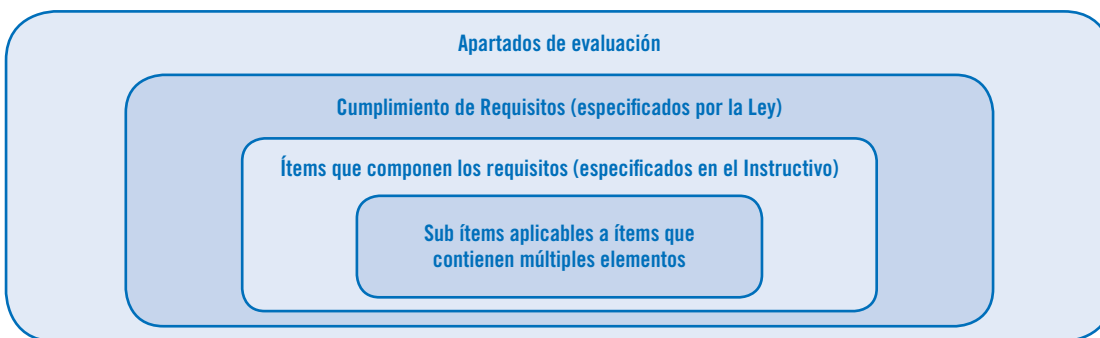 Apartados de evaluación
Cumplimiento de Requisitos (especificados por la Ley)
Ítems que componen los requisitos (especificados en el Instructivo)
Sub ítems aplicables a ítems que
contienen múltiples elementos